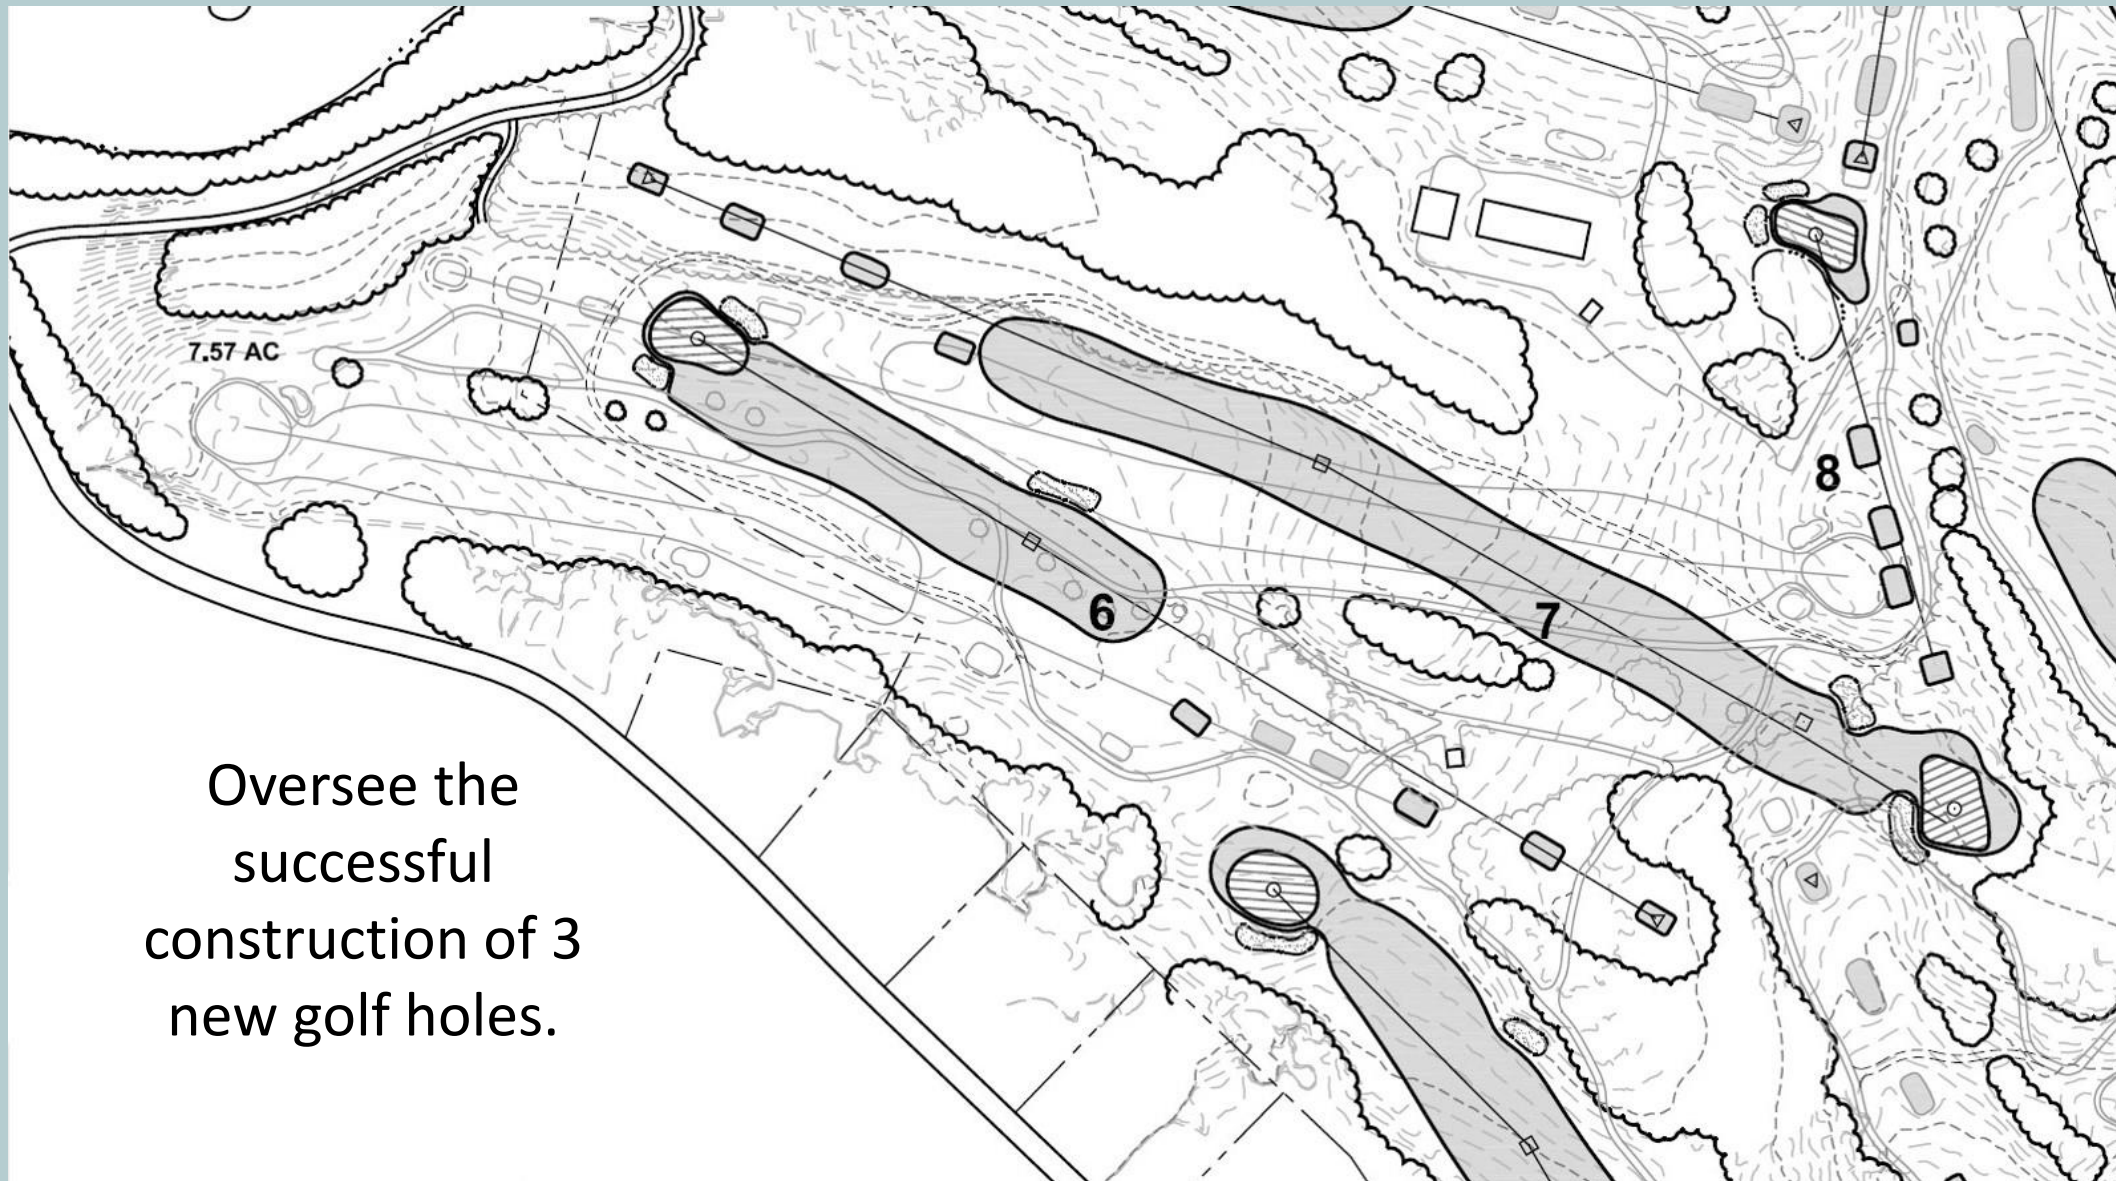 7.57 AC
8
6
7
Oversee the
successful
construction of 3
new golf holes.